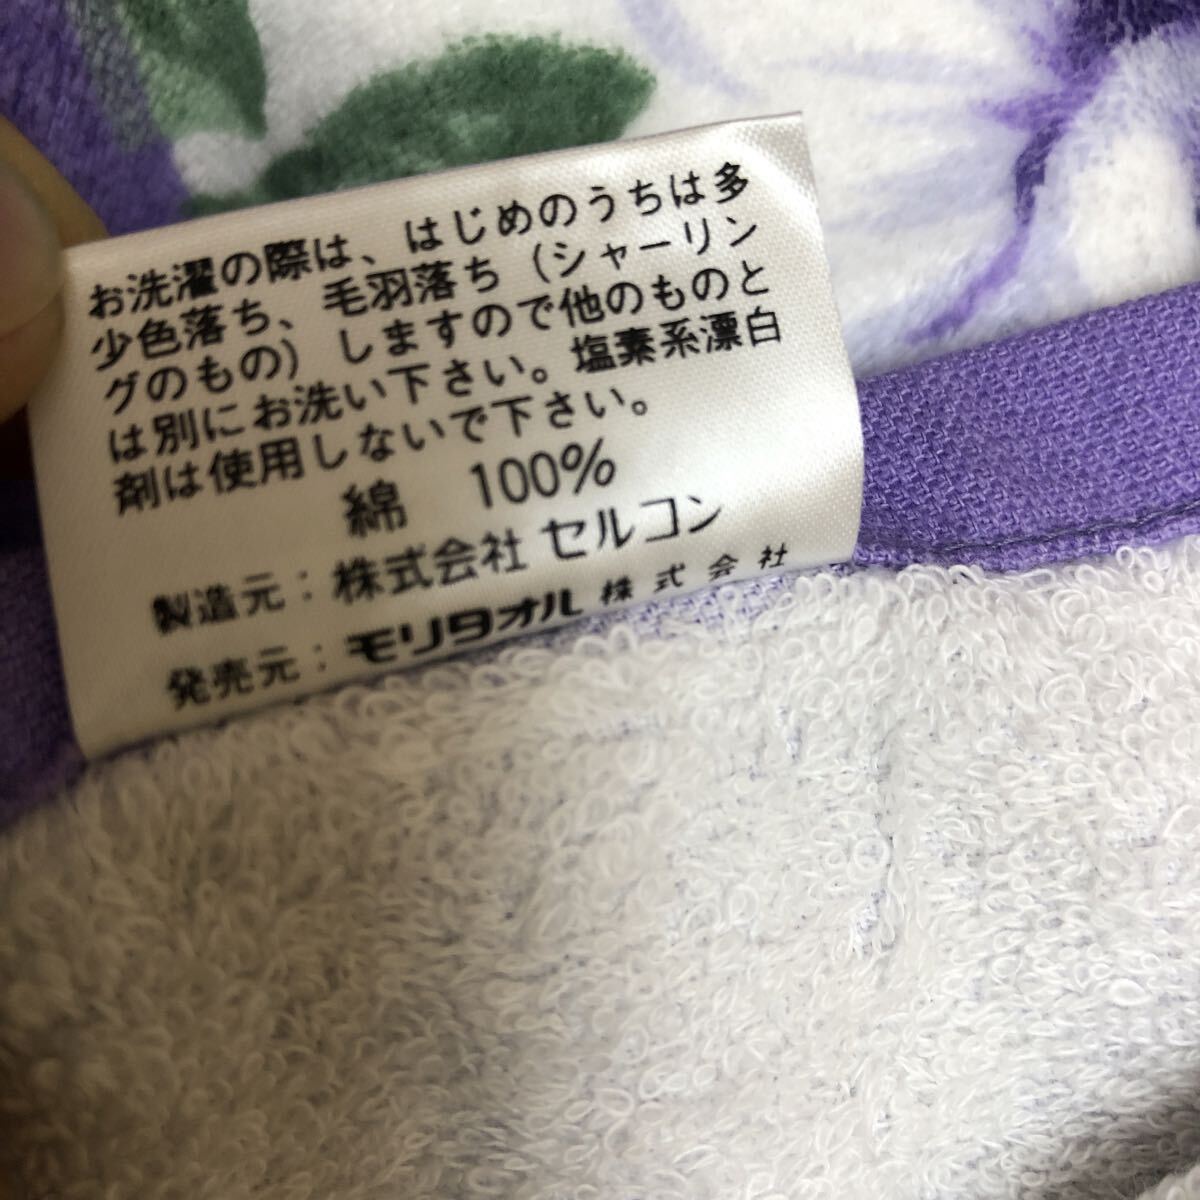 お洗濯の際は、はじめのうちは多
少色落ち、毛羽落ち（シャーリン
グのもの）しますので他のものと
は別にお洗い下さい。塩素系漂白
剤は使用しないで下さい。
綿　100％
製造元：株式会社 セルコン
発売元：モリタオル株式会社